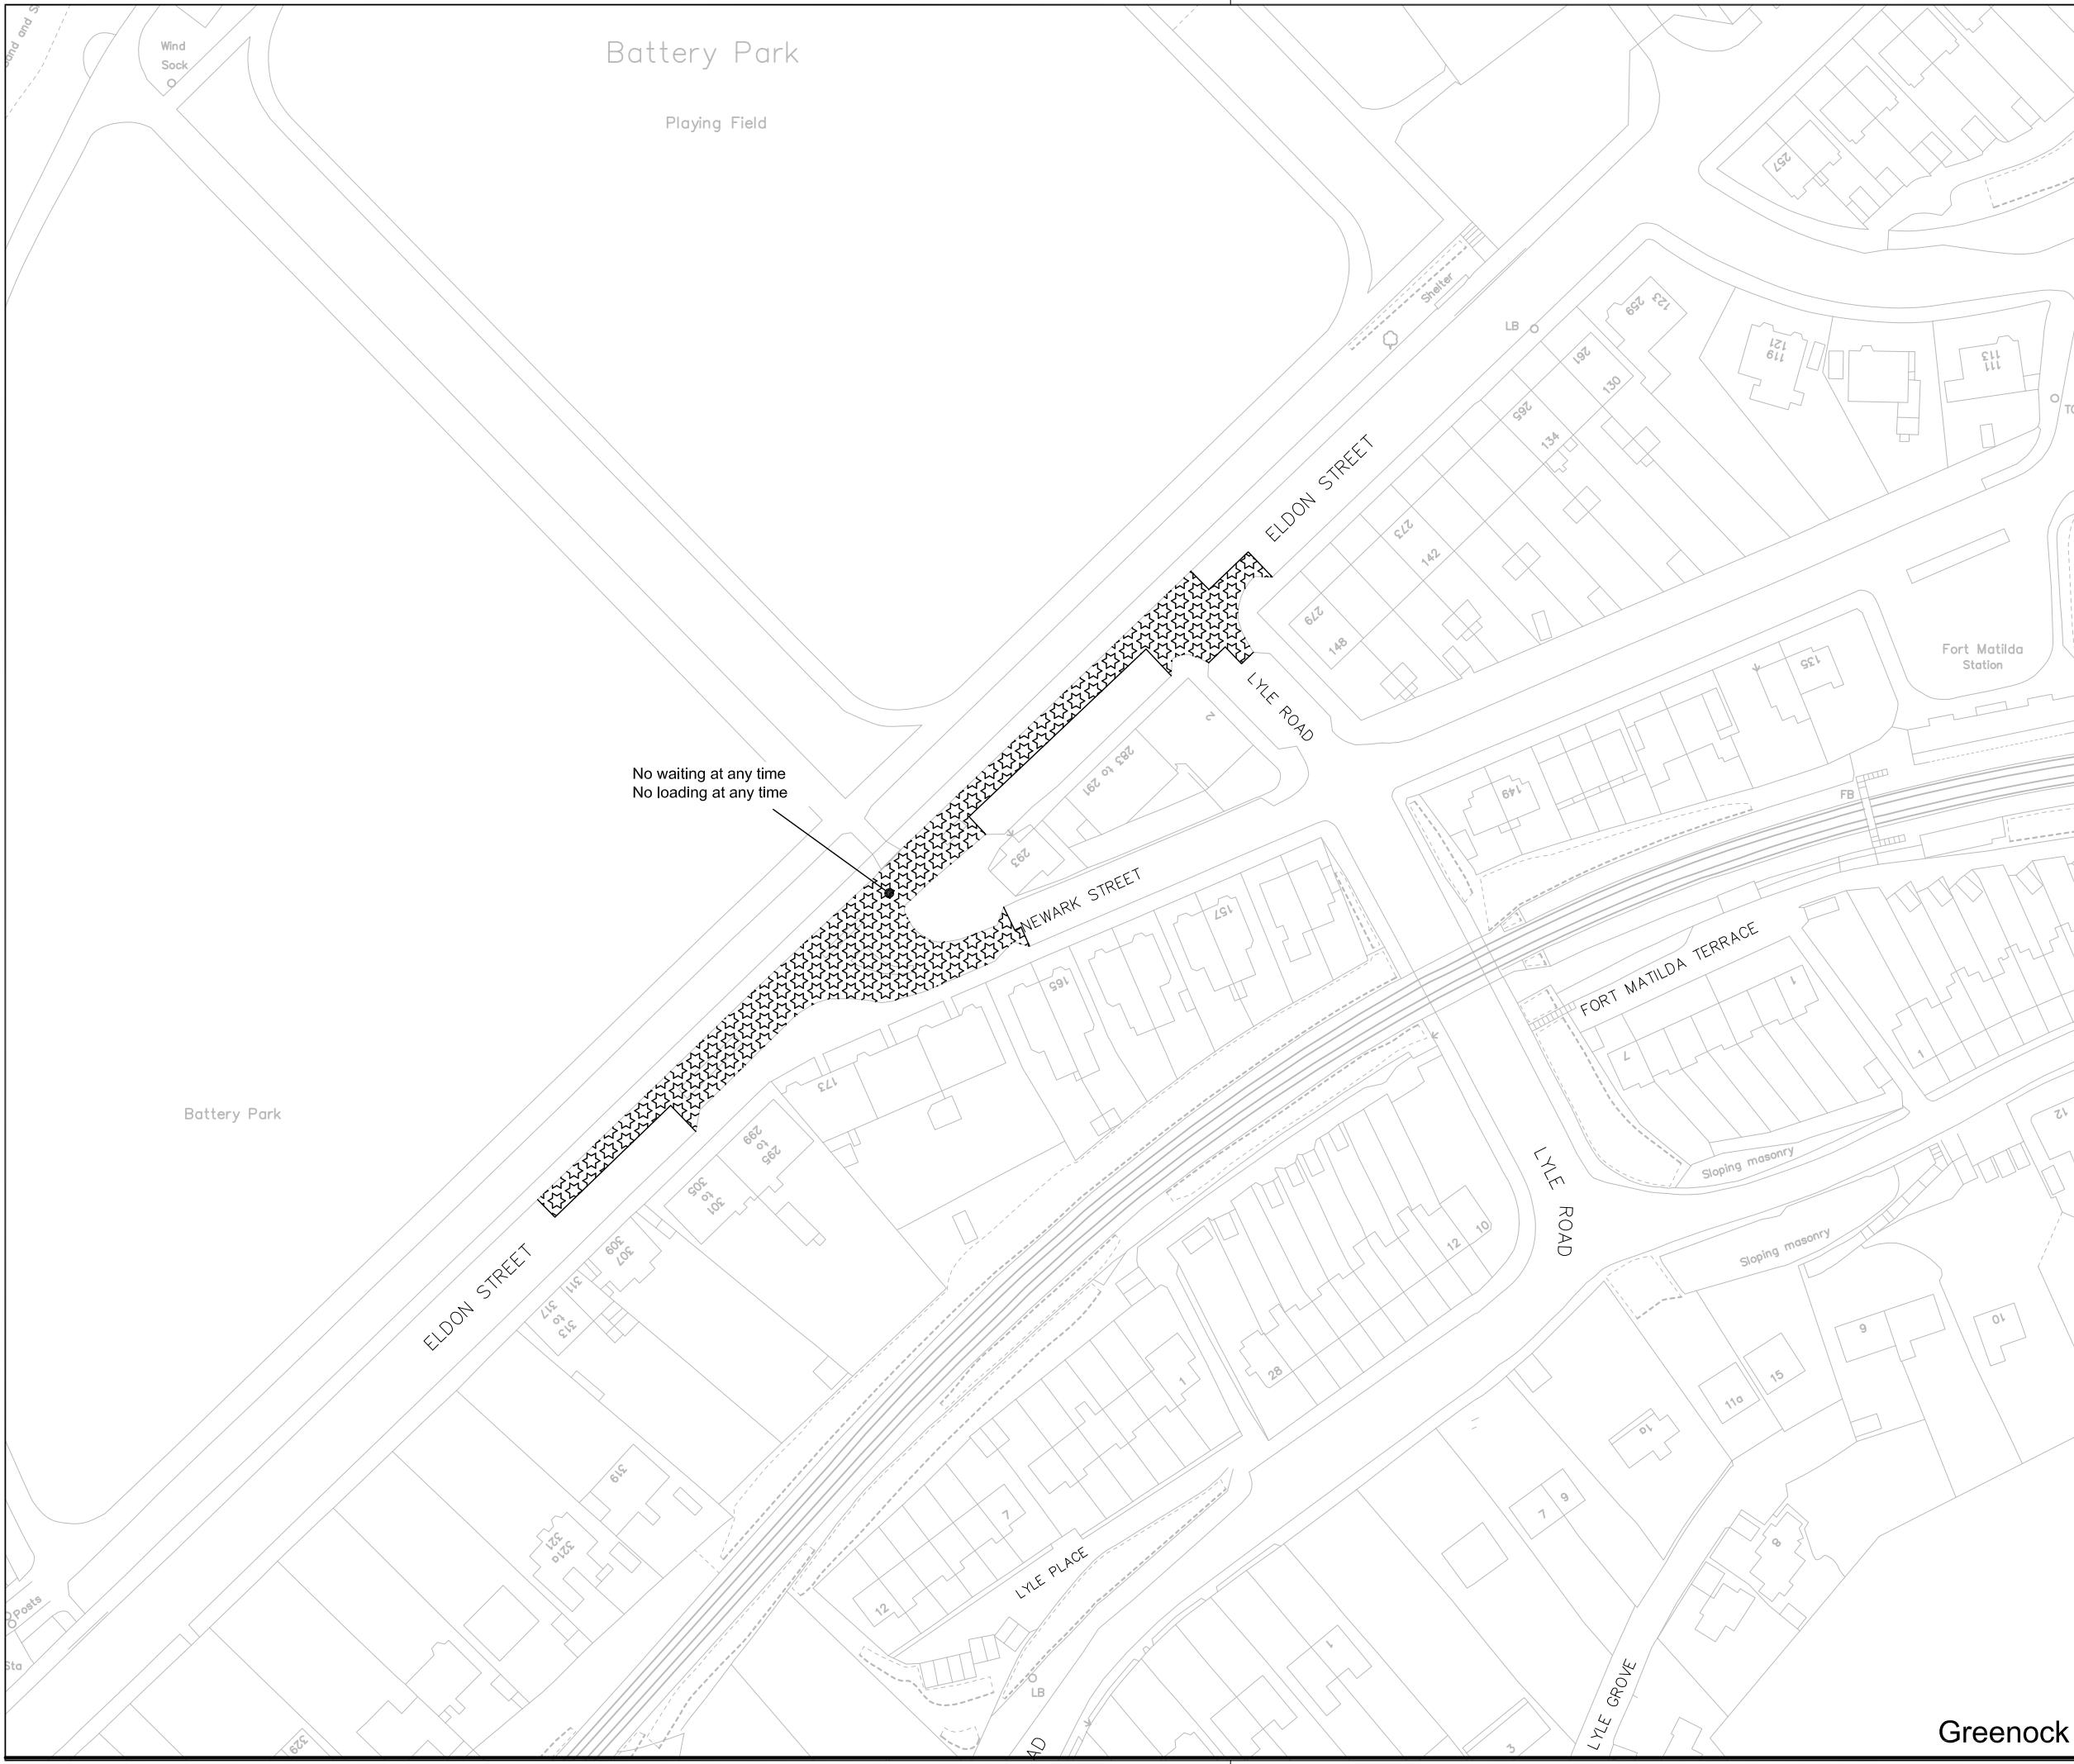 Wind
Sock
Battery Park
Playing Field
257
Shelter
LB
259
123
261
130
119
121
111
113
265
134
ELDON STREET
273
142
279
148
Fort Matilda
Station
135
LYLE ROAD
2
283 to 291
149
FB
No waiting at any time
No loading at any time
293
NEWARK STREET
157
165
FORT MATILDA TERRACE
1
7
1
173
Battery Park
299
to
295
305
to
301
12
Sloping masonry
LYLE ROAD
Sloping masonry
309
307
311
317
to
313
ELDON STREET
10
12
28
1
9
10
15
11a
1a
319
321
321a
7
9
7
8
LYLE PLACE
12
Posts
Sta
LB
1
LYLE GROVE
3
329
Greenock